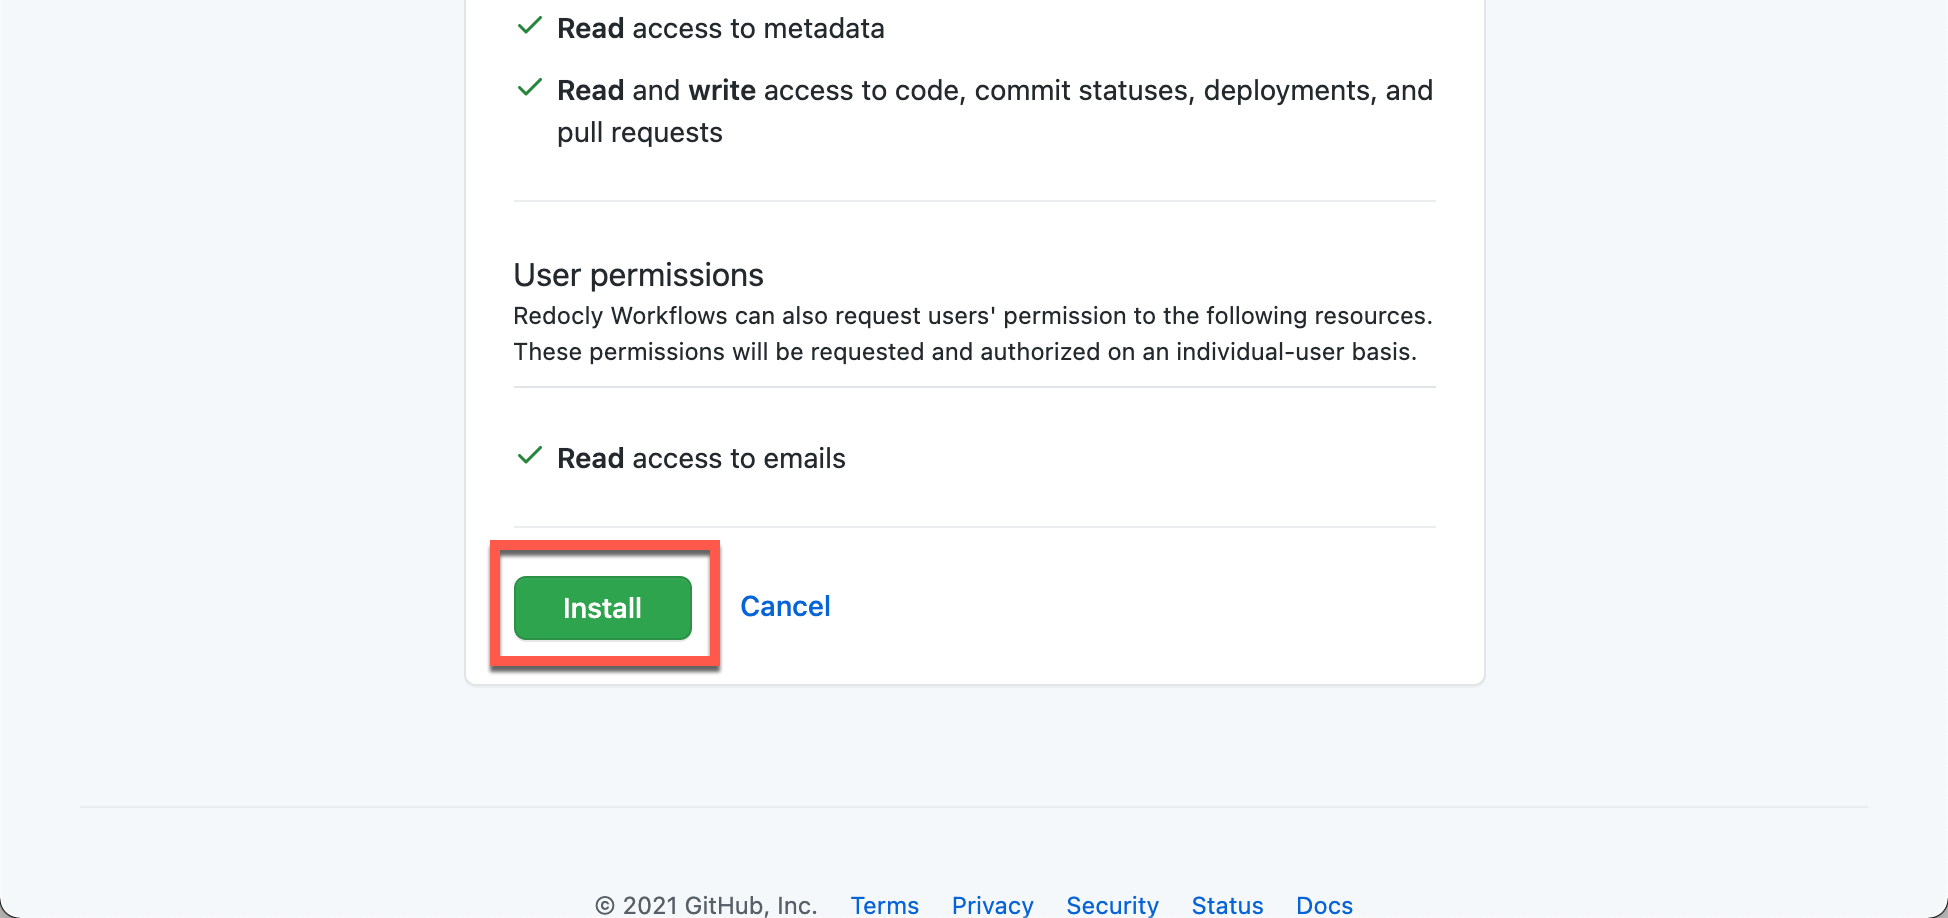 Read access to metadata
Read and write access to code, commit statuses, deployments, and
pull requests
User permissions
Redocly Workflows can also request users' permission to the following resources.
These permissions will be requested and authorized on an individual-user basis.
Read access to emails
Install Cancel
© 2021 GitHub, Inc. Terms Privacy Security Status Docs